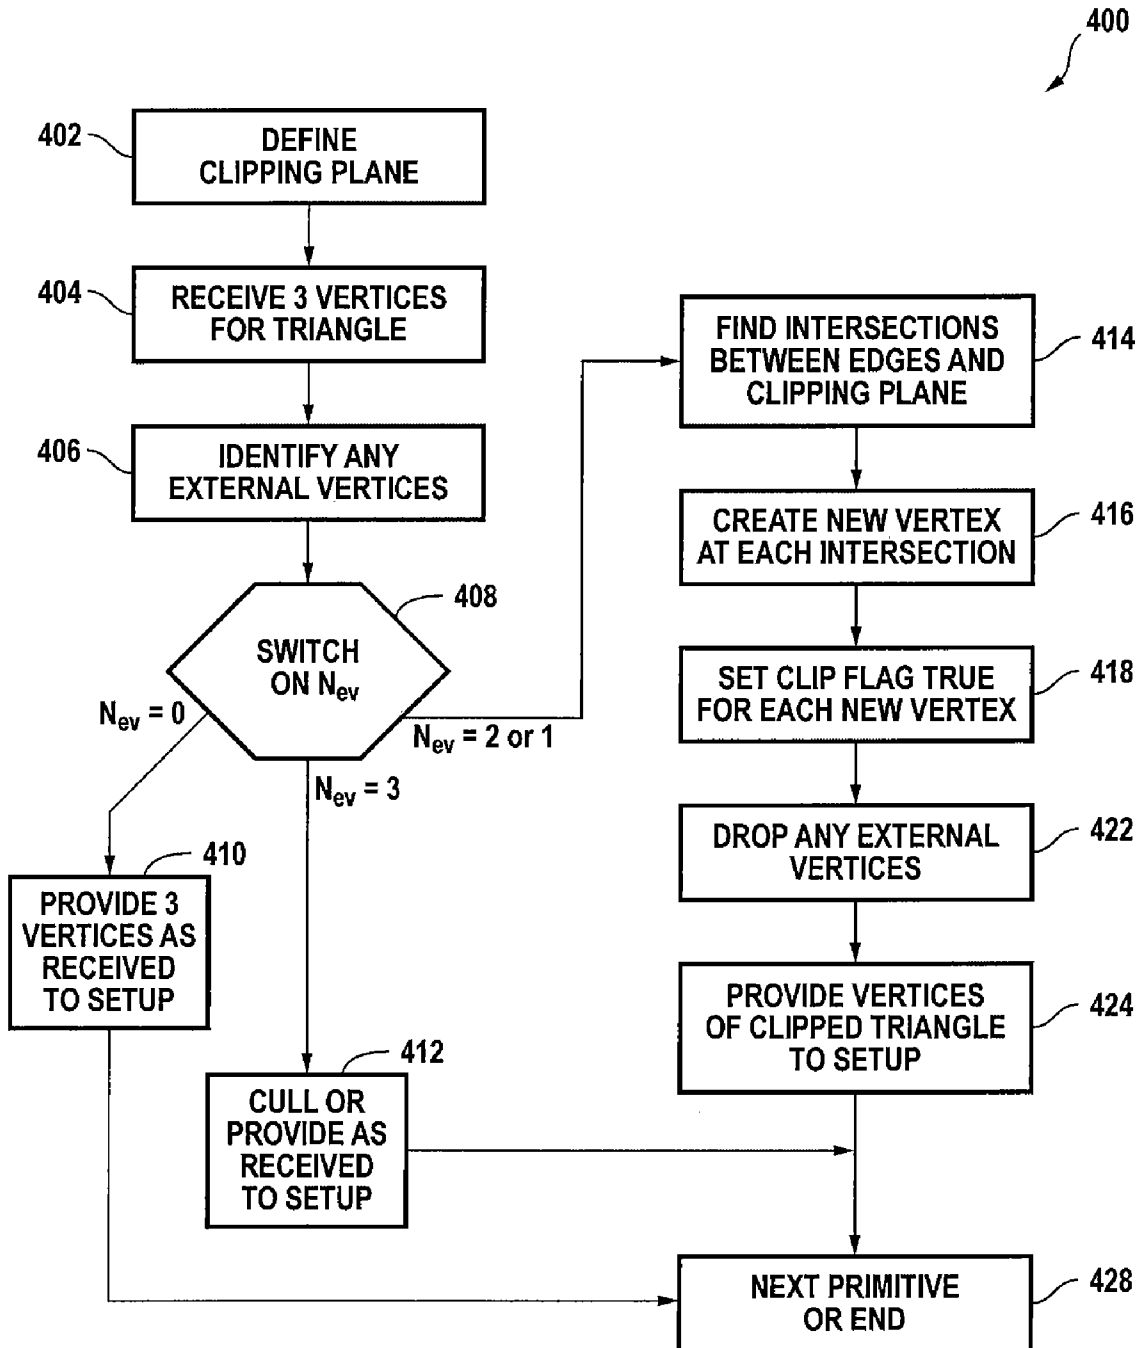 400
402
DEFINE
CLIPPING PLANE
404
RECEIVE 3 VERTICES
FOR TRIANGLE
406
IDENTIFY ANY
EXTERNAL VERTICES
408
SWITCH
ON Nev
Nev = 0
Nev = 2 or 1
Nev = 3
410
PROVIDE 3
VERTICES AS
RECEIVED
TO SETUP
412
CULL OR
PROVIDE AS
RECEIVED
TO SETUP
FIND INTERSECTIONS
BETWEEN EDGES AND
CLIPPING PLANE
414
CREATE NEW VERTEX
AT EACH INTERSECTION
416
SET CLIP FLAG TRUE
FOR EACH NEW VERTEX
418
DROP ANY EXTERNAL
VERTICES
422
PROVIDE VERTICES
OF CLIPPED TRIANGLE
TO SETUP
424
NEXT PRIMITIVE
OR END
428